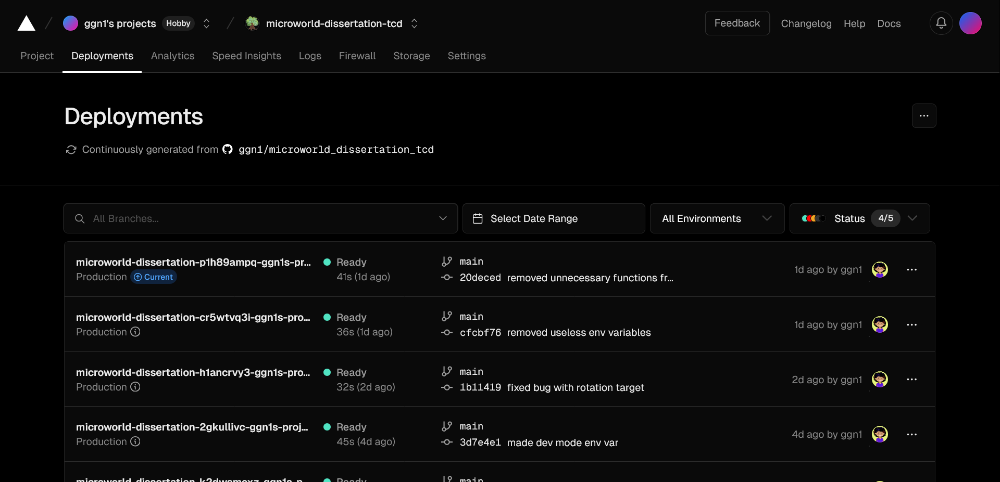 ggn1's projects Hobby microworld-dissertation-tcd Feedback Changelog Help Docs
Project Deployments Analytics Speed Insights Logs Firewall Storage Settings
Deployments
Continuously generated from ggn1/microworld_dissertation_tcd
All Branches... Select Date Range All Environments Status 4/5
microworld-dissertation-p1h89ampq-ggn1s-pr... Ready main
Production Current 41s (1d ago) 20deced removed unnecessary functions fr... 1d ago by ggn1
microworld-dissertation-cr5wtvq3i-ggn1s-pro... Ready main
Production 36s (1d ago) cfcbf76 removed useless env variables 1d ago by ggn1
microworld-dissertation-h1ancrvy3-ggn1s-pro... Ready main
Production 32s (2d ago) 1b11419 fixed bug with rotation target 2d ago by ggn1
microworld-dissertation-2gkullivc-ggn1s-proj... Ready main
Production 45s (4d ago) 3d7e4e1 made dev mode env var 4d ago by ggn1
Ready main